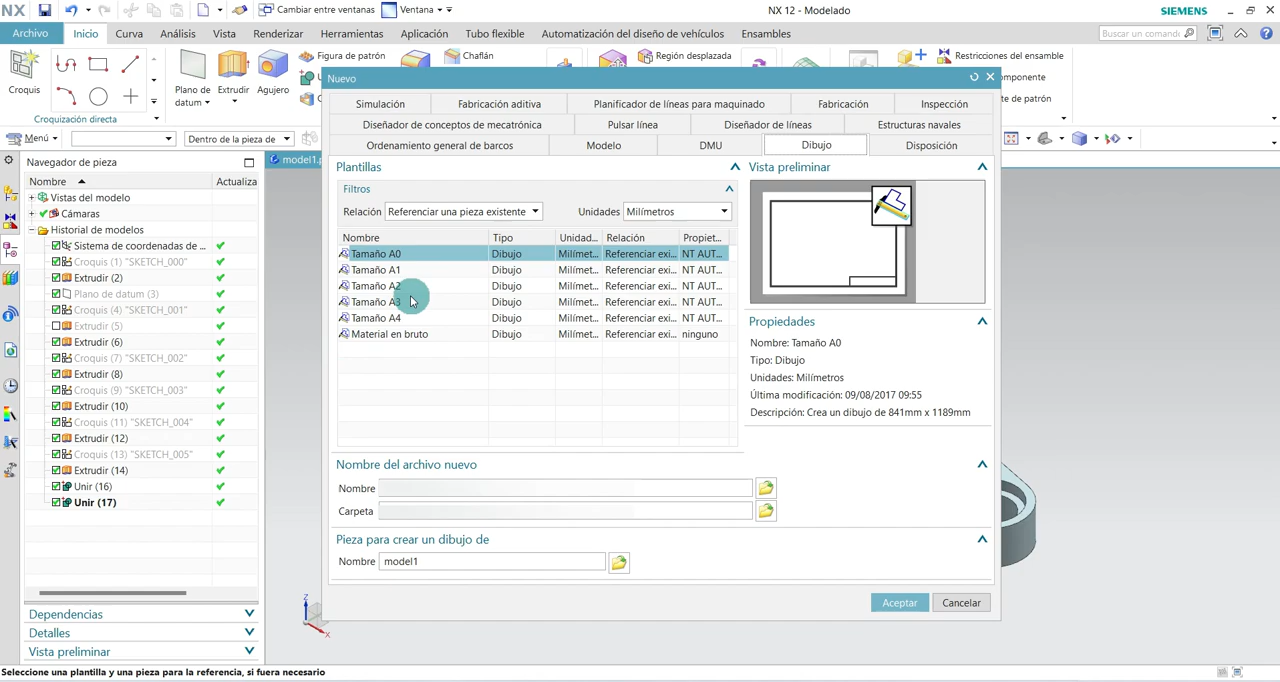 NX
Cambiar entre ventanas
Ventana
NX 12 - Modelado
SIEMENS
Archivo
Inicio
Curva
Análisis
Vista
Renderizar
Herramientas
Aplicación
Tubo flexible
Automatización del diseño de vehículos
Ensambles
Buscar un comando
Croquis
Plano de datum
Extrudir
Agujero
Figura de patrón
Chaflán
Región desplazada
Restricciones del ensamble
omponente
te de patrón
Croquización directa
Menú
Dentro de la pieza de
Navegador de pieza
model1.p
Nombre
Actualiza
Vistas del modelo
Cámaras
Historial de modelos
Sistema de coordenadas de ...
Croquis (1) "SKETCH_000"
Extrudir (2)
Plano de datum (3)
Croquis (4) "SKETCH_001"
Extrudir (5)
Extrudir (6)
Croquis (7) "SKETCH_002"
Extrudir (8)
Croquis (9) "SKETCH_003"
Extrudir (10)
Croquis (11) "SKETCH_004"
Extrudir (12)
Croquis (13) "SKETCH_005"
Extrudir (14)
Unir (16)
Unir (17)
Dependencias
Detalles
Vista preliminar
Nuevo
Simulación
Fabricación aditiva
Planificador de líneas para maquinado
Fabricación
Inspección
Diseñador de conceptos de mecatrónica
Pulsar línea
Diseñador de líneas
Estructuras navales
Ordenamiento general de barcos
Modelo
DMU
Dibujo
Disposición
Plantillas
Filtros
Relación Referenciar una pieza existente
Unidades Milímetros
Nombre Tipo Unidad... Relación Propiet...
Tamaño A0 Dibujo Milímet... Referenciar exi... NT AUT...
Tamaño A1 Dibujo Milímet... Referenciar exi... NT AUT...
Tamaño A2 Dibujo Milímet... Referenciar exi... NT AUT...
Tamaño A3 Dibujo Milímet... Referenciar exi... NT AUT...
Tamaño A4 Dibujo Milímet... Referenciar exi... NT AUT...
Material en bruto Dibujo Milímet... Referenciar exi... ninguno
Vista preliminar
Propiedades
Nombre: Tamaño A0
Tipo: Dibujo
Unidades: Milímetros
Última modificación: 09/08/2017 09:55
Descripción: Crea un dibujo de 841mm x 1189mm
Nombre del archivo nuevo
Nombre
Carpeta
Pieza para crear un dibujo de
Nombre model1
Aceptar
Cancelar
Z
X
Seleccione una plantilla y una pieza para la referencia, si fuera necesario